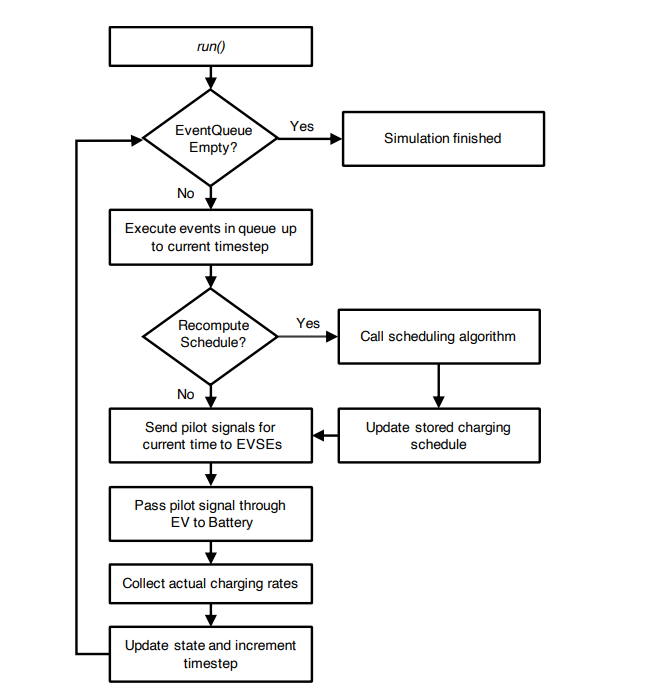 run()
EventQueue
Empty?
Yes
Simulation finished
No
Execute events in queue up
to current timestep
Recompute
Schedule?
Yes
Call scheduling algorithm
No
Send pilot signals for
current time to EVSEs
Update stored charging
schedule
Pass pilot signal through
EV to Battery
Collect actual charging rates
Update state and increment
timestep